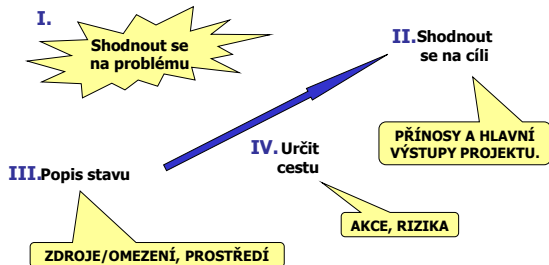 I.
Shodnout se
na problému
II.Shodnout
se na cíli
PŘÍNOSY A HLAVNÍ
VÝSTUPY PROJEKTU.
III.Popis stavu
ZDROJE/OMEZENÍ, PROSTŘEDÍ
IV. Určit
cestu
AKCE, RIZIKA